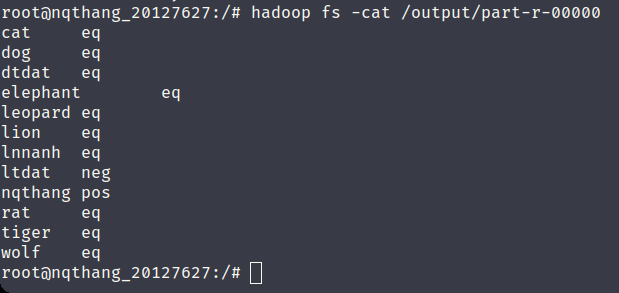 root@nqthang_20127627:/# hadoop fs -cat /output/part-r-00000
cat     eq
dog     eq
dtdat   eq
elephant        eq
leopard eq
lion    eq
lnnanh  eq
ltdat   neg
nqthang pos
rat     eq
tiger   eq
wolf    eq
root@nqthang_20127627:/#